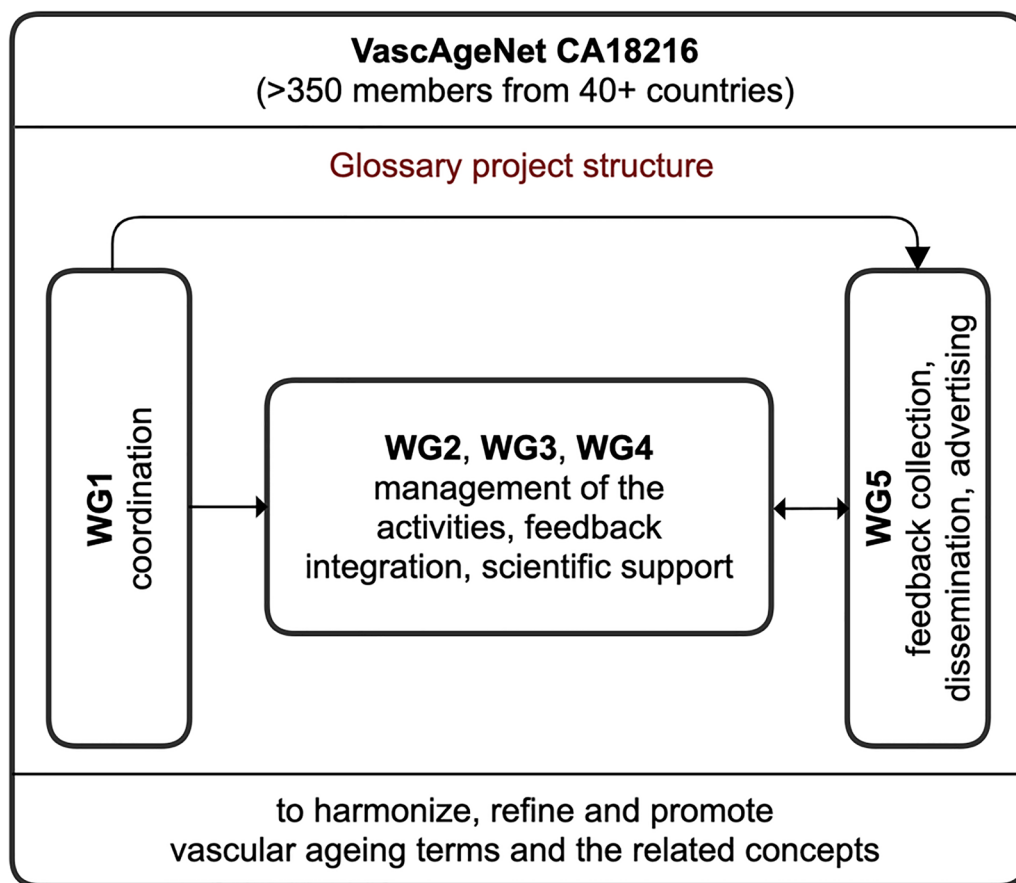 VascAgeNet CA18216
(>350 members from 40+ countries)
Glossary project structure
WG1
coordination
WG2, WG3, WG4
management of the
activities, feedback
integration, scientific support
WG5
feedback collection,
dissemination, advertising
to harmonize, refine and promote
vascular ageing terms and the related concepts